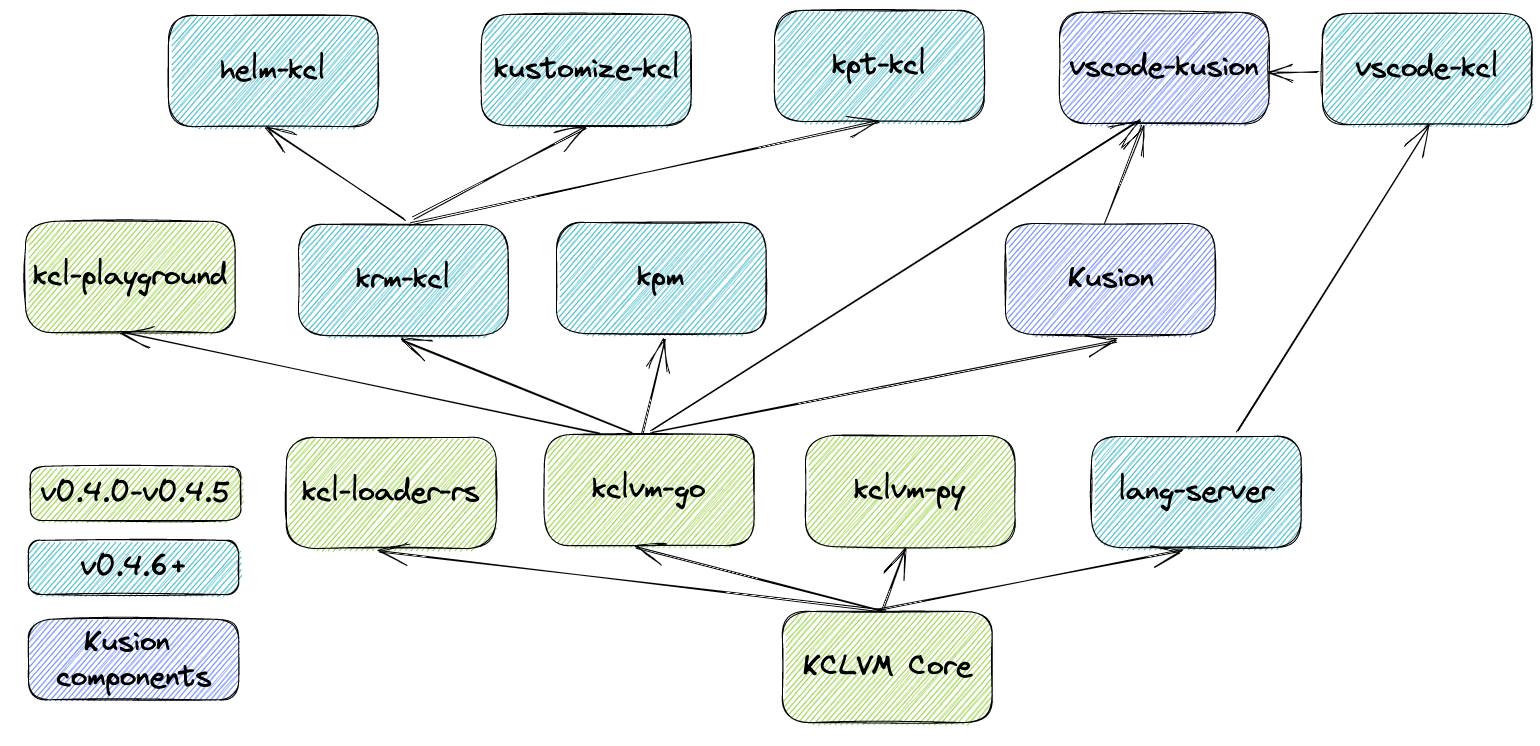 helm-kcl
kustomize-kcl
kpt-kcl
vscode-kusion
vscode-kcl
kcl-playground
krm-kcl
kpm
Kusion
kcl-loader-rs
kclvm-go
kclvm-py
lang-server
v0.4.0-v0.4.5
v0.4.6+
Kusion
components
KCLVM Core